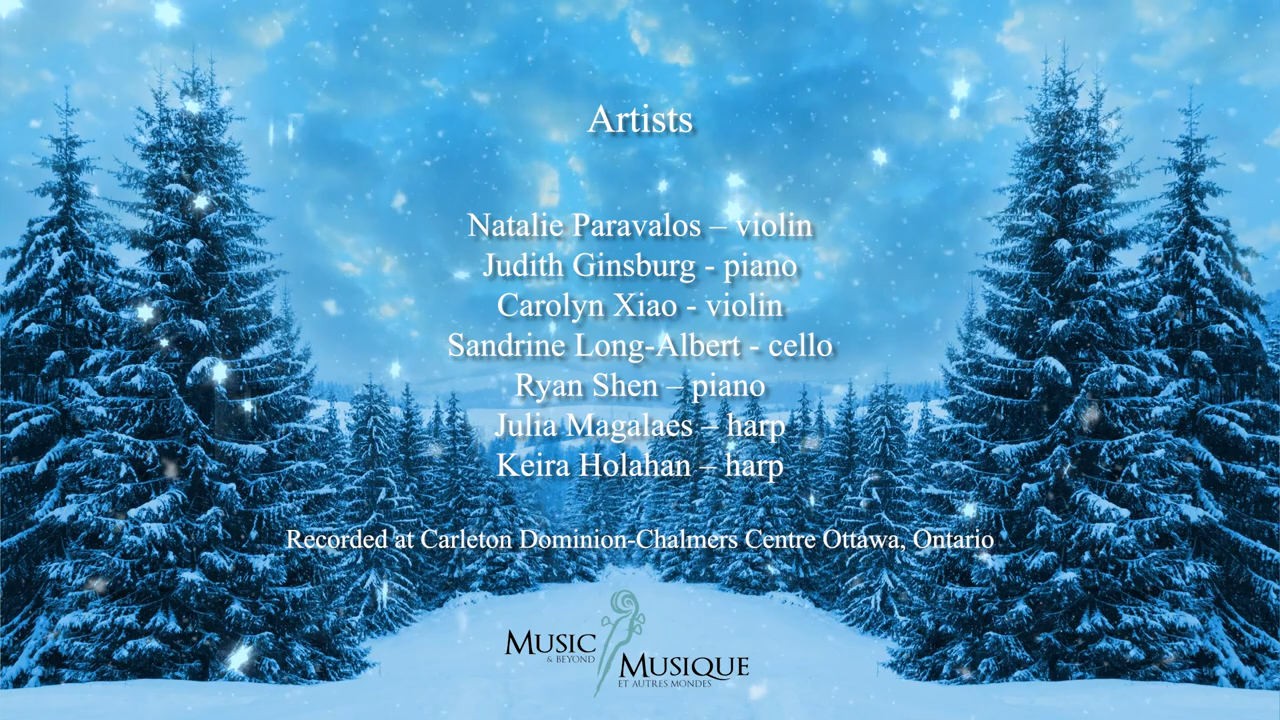 Artists
Natalie Paravalos – violin
Judith Ginsburg - piano
Carolyn Xiao - violin
Sandrine Long-Albert - cello
Ryan Shen – piano
Julia Magalaes – harp
Keira Holahan – harp
Recorded at Carleton Dominion-Chalmers Centre Ottawa, Ontario
MUSIC
& BEYOND
MUSIQUE
ET AUTRES MONDES